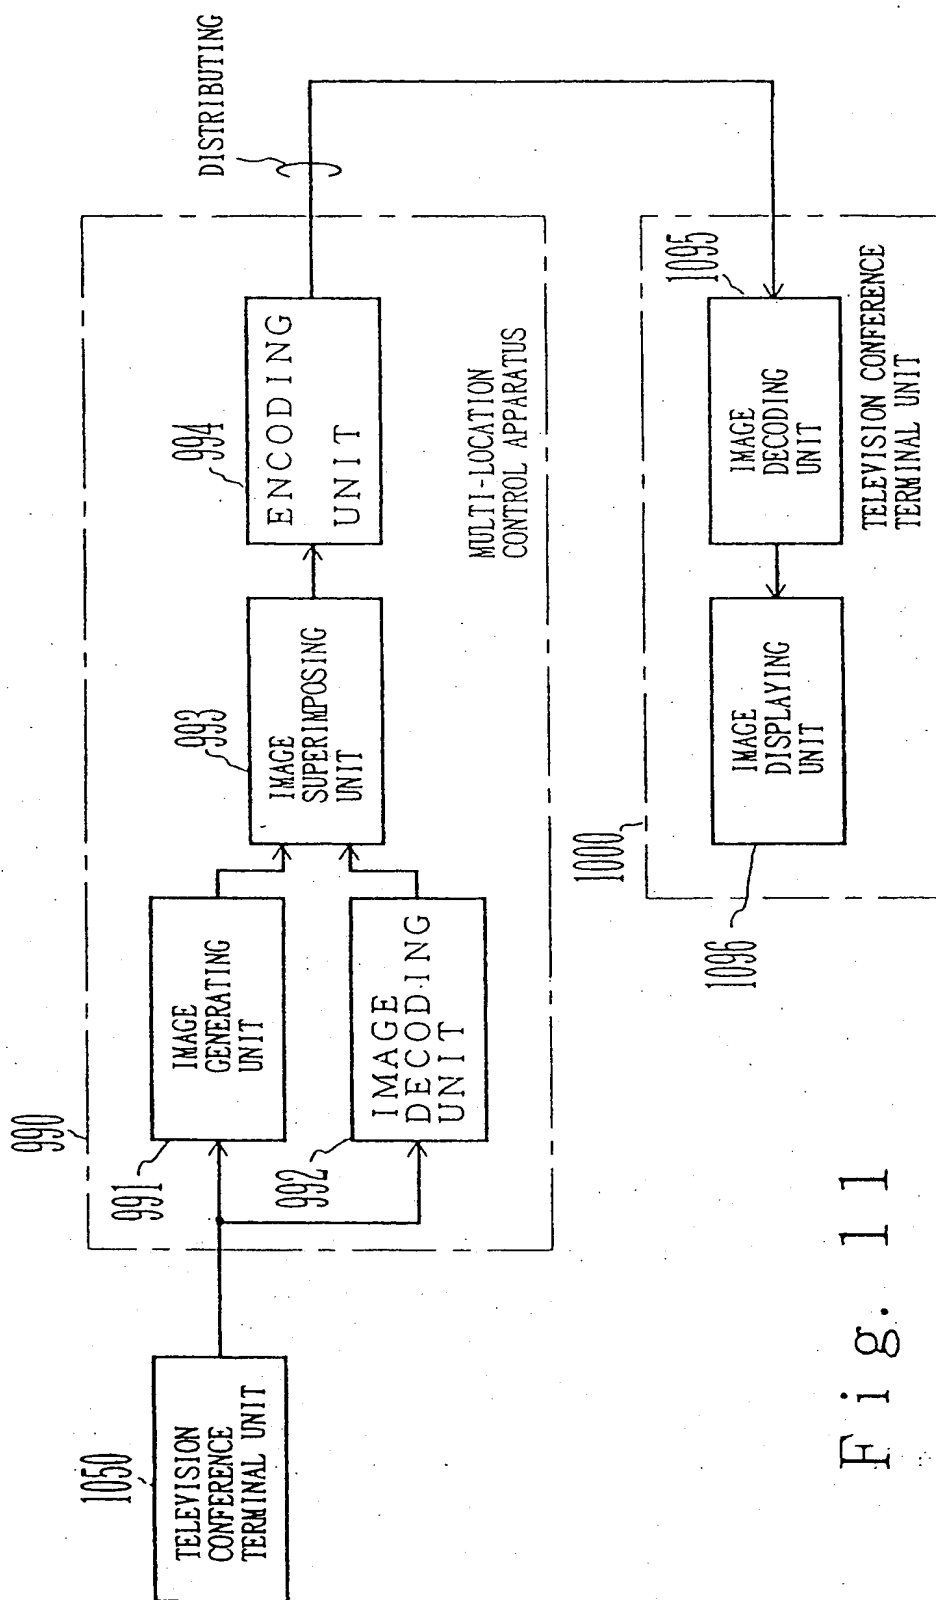 1050
TELEVISION
CONFERENCE
TERMINAL UNIT
990
991
IMAGE
GENERATING
UNIT
992
IMAGE
DECODING
UNIT
993
IMAGE
SUPERIMPOSING
UNIT
994
ENCODING
UNIT
MULTI-LOCATION
CONTROL APPARATUS
DISTRIBUTING
1000
1096
IMAGE
DISPLAYING
UNIT
1095
IMAGE
DECODING
UNIT
TELEVISION CONFERENCE
TERMINAL UNIT
Fig. 11